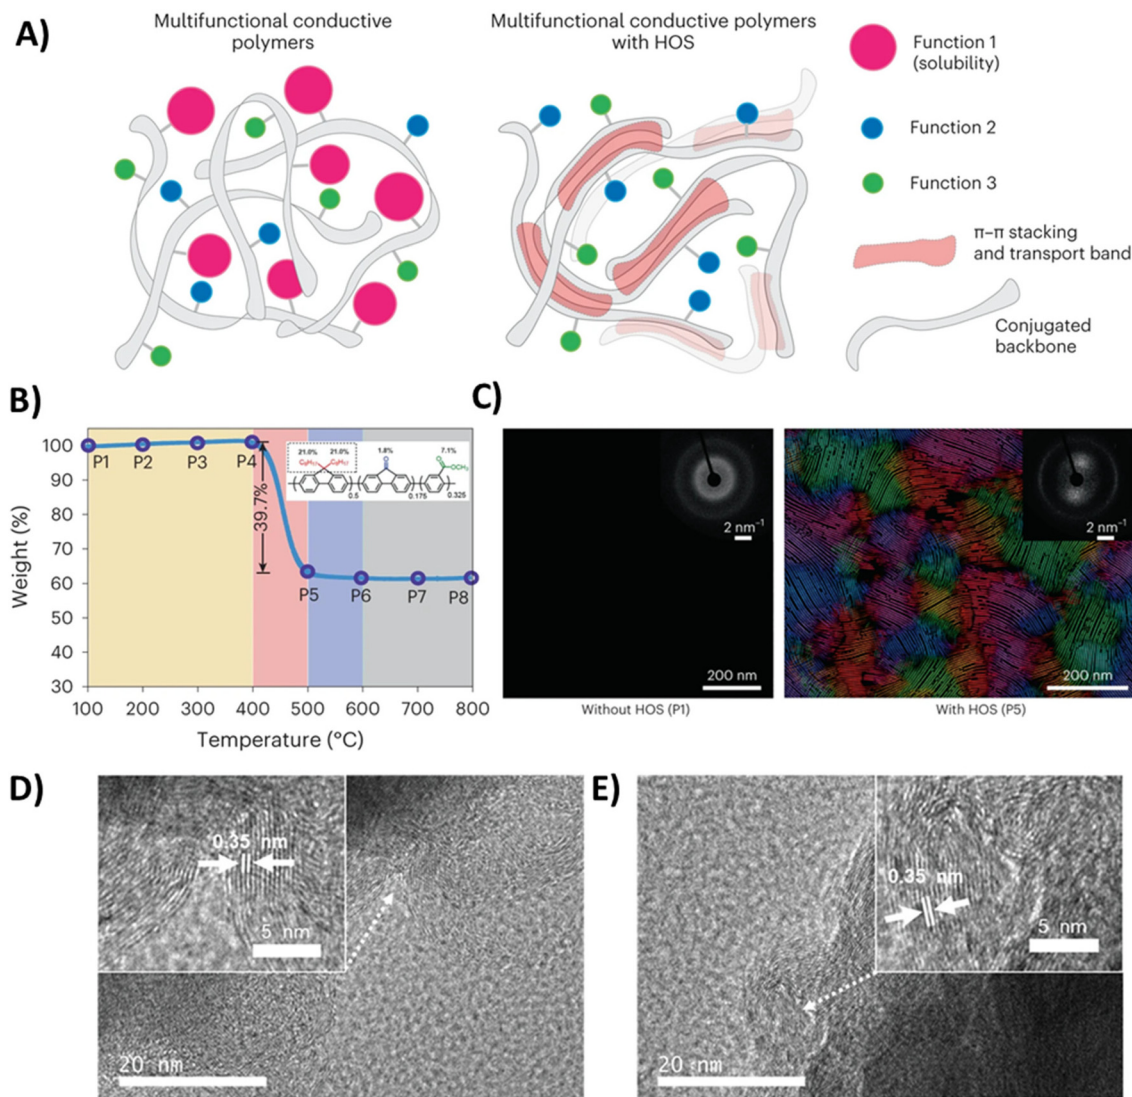 A)
Multifunctional conductive
polymers
Multifunctional conductive polymers
with HOS
Function 1
(solubility)
Function 2
Function 3
π–π stacking
and transport band
Conjugated
backbone
B)
Weight (%)
100
90
80
70
60
50
40
30
P1
P2
P3
P4
P5
P6
P7
P8
39.7%
21.0%
21.0%
1.8%
7.1%
C₈H₁₇
C₈H₁₇
O
O
OCH₃
0.5
0.175
0.325
100
200
300
400
500
600
700
800
Temperature (°C)
C)
2 nm⁻¹
200 nm
Without HOS (P1)
2 nm⁻¹
200 nm
With HOS (P5)
D)
0.35 nm
5 nm
20 nm
E)
0.35 nm
5 nm
20 nm